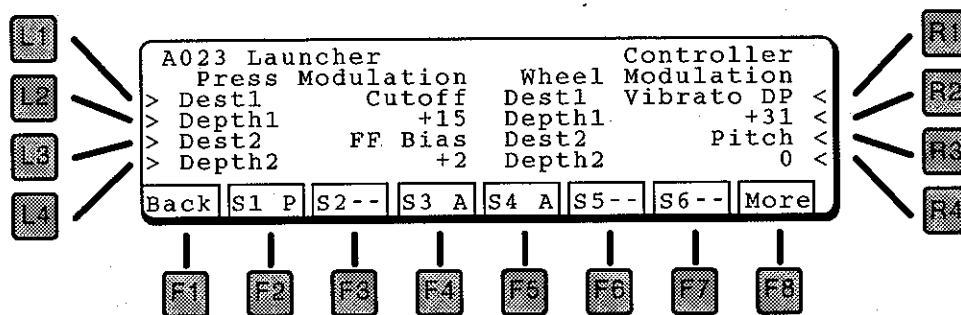 A023 Launcher Controller
Press Modulation Wheel Modulation
> Dest1 Cutoff Dest1 Vibrato DP <
> Depth1 +15 Depth1 +31 <
> Dest2 FF Bias Dest2 Pitch <
> Depth2 +2 Depth2 0 <
Back S1 P S2-- S3 A S4 A S5-- S6-- More
L1
L2
L3
L4
R1
R2
R3
R4
F1 F2 F3 F4 F5 F6 F7 F8